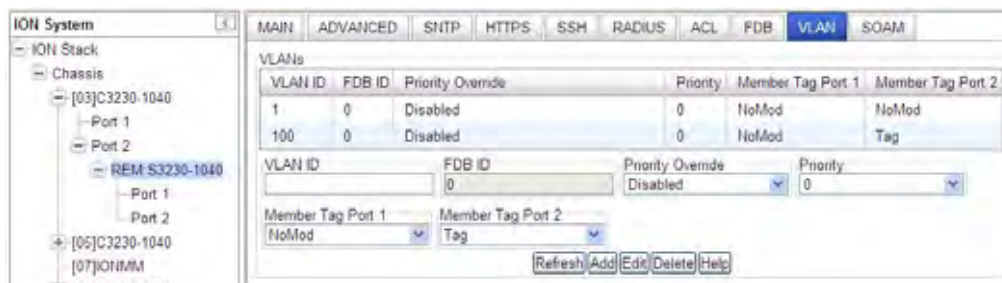 ION System
ION Stack
Chassis
[03]C3230-1040
Port 1
Port 2
REM S3230-1040
Port 1
Port 2
[05]C3230-1040
[07]IONMM
MAIN ADVANCED SNTP HTTPS SSH RADIUS ACL FDB VLAN SOAM
VLANs
VLAN ID FDB ID Priority Override Priority Member Tag Port 1 Member Tag Port 2
1 0 Disabled 0 NoMod NoMod
100 0 Disabled 0 NoMod Tag
VLAN ID FDB ID Priority Override Priority
0 Disabled 0
Member Tag Port 1 Member Tag Port 2
NoMod Tag
Refresh Add Edit Delete Help